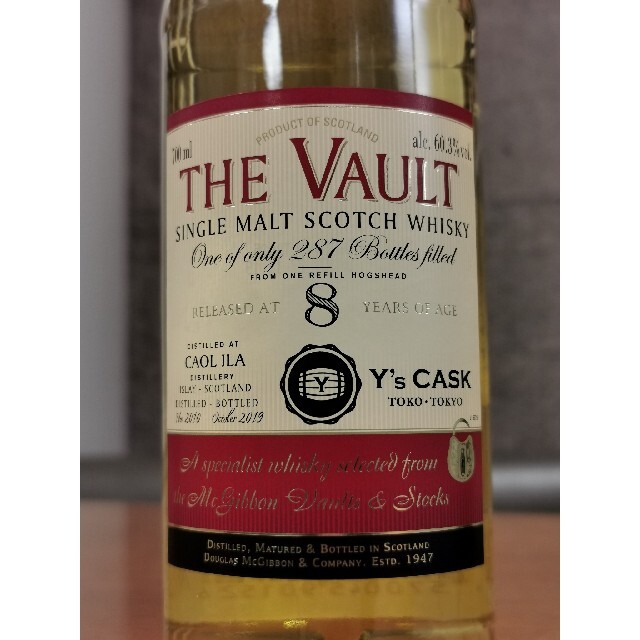 PRODUCT OF SCOTLAND
700 ml
alc. 60.3% vol.
THE VAULT
SINGLE MALT SCOTCH WHISKY
One of only 287 Bottles filled
FROM ONE REFILL HOGSHEAD
RELEASED AT 8 YEARS OF AGE
DISTILLED AT
CAOL ILA
DISTILLERY
ISLAY - SCOTLAND
DISTILLED - BOTTLED
2010 October 2019
Y
Y's CASK
TOKO · TOKYO
A specialist whisky selected from
the McGibbon Vaults & Stocks
DISTILLED, MATURED & BOTTLED IN SCOTLAND
DOUGLAS MCGIBBON & COMPANY. ESTD. 1947